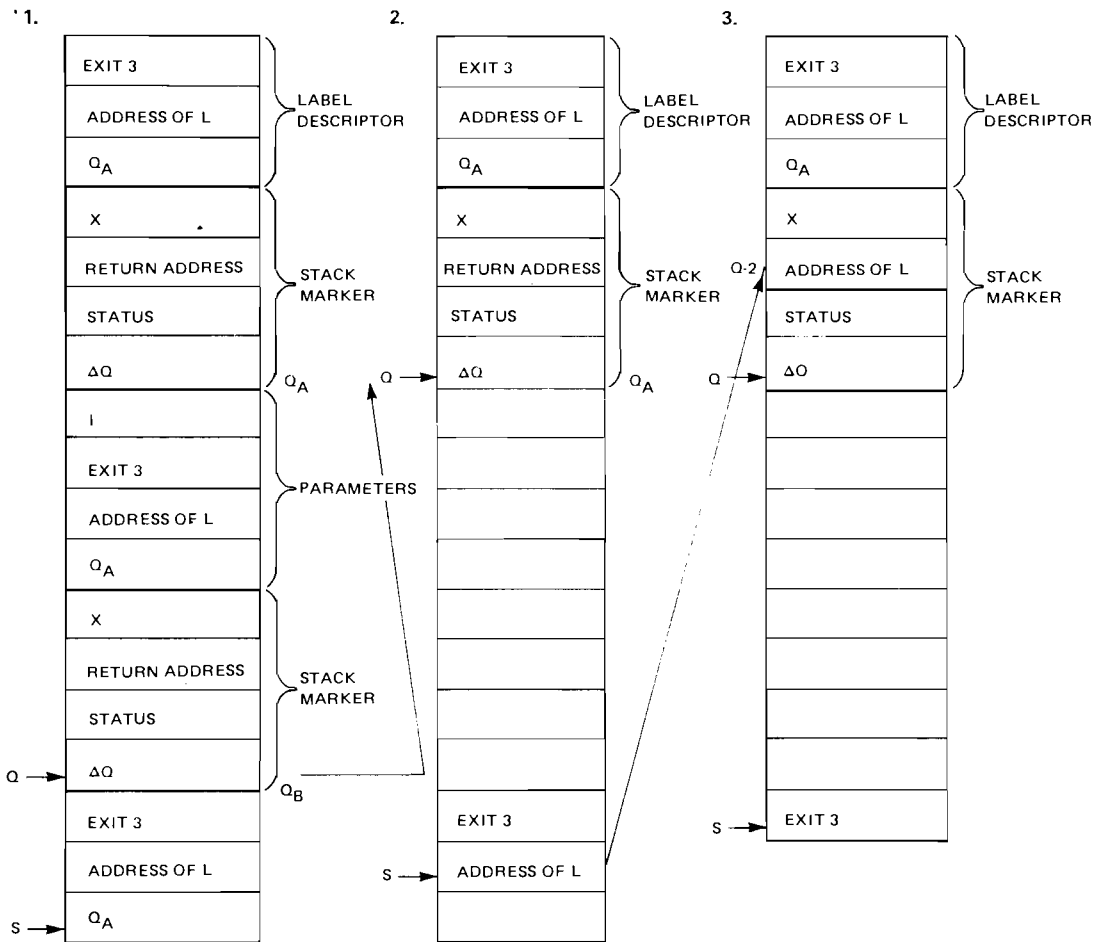 1.
EXIT 3
ADDRESS OF L
QA
LABEL
DESCRIPTOR
X
RETURN ADDRESS
STATUS
ΔQ
STACK
MARKER
QA
I
EXIT 3
ADDRESS OF L
QA
PARAMETERS
X
RETURN ADDRESS
STATUS
ΔQ
STACK
MARKER
Q
QB
EXIT 3
ADDRESS OF L
QA
S
2.
EXIT 3
ADDRESS OF L
QA
LABEL
DESCRIPTOR
X
RETURN ADDRESS
STATUS
ΔQ
STACK
MARKER
Q
QA
EXIT 3
ADDRESS OF L
S
3.
EXIT 3
ADDRESS OF L
QA
LABEL
DESCRIPTOR
X
Q-2
ADDRESS OF L
STATUS
ΔQ
STACK
MARKER
Q
EXIT 3
S